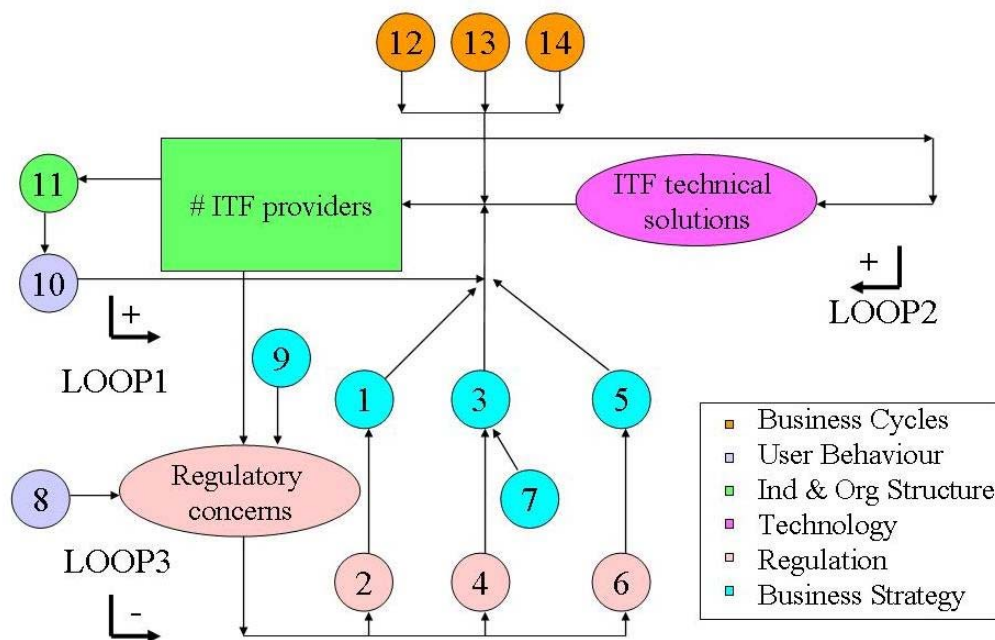 12
13
14
11
# ITF providers
ITF technical
solutions
10
+
LOOP1
+
LOOP2
9
1
3
5
8
Regulatory
concerns
7
LOOP3
-
2
4
6
Business Cycles
User Behaviour
Ind & Org Structure
Technology
Regulation
Business Strategy